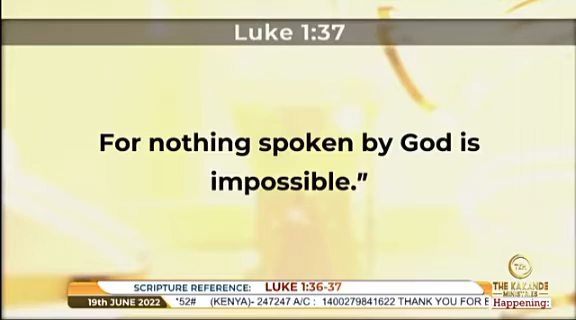 Luke 1:37
For nothing spoken by God is
impossible.”
SCRIPTURE REFERENCE: LUKE 1:36-37
THE KAKANDE
MINISTRIES
19th JUNE 2022 *52# (KENYA)- 247247 A/C : 1400279841622 THANK YOU FOR
Happening: